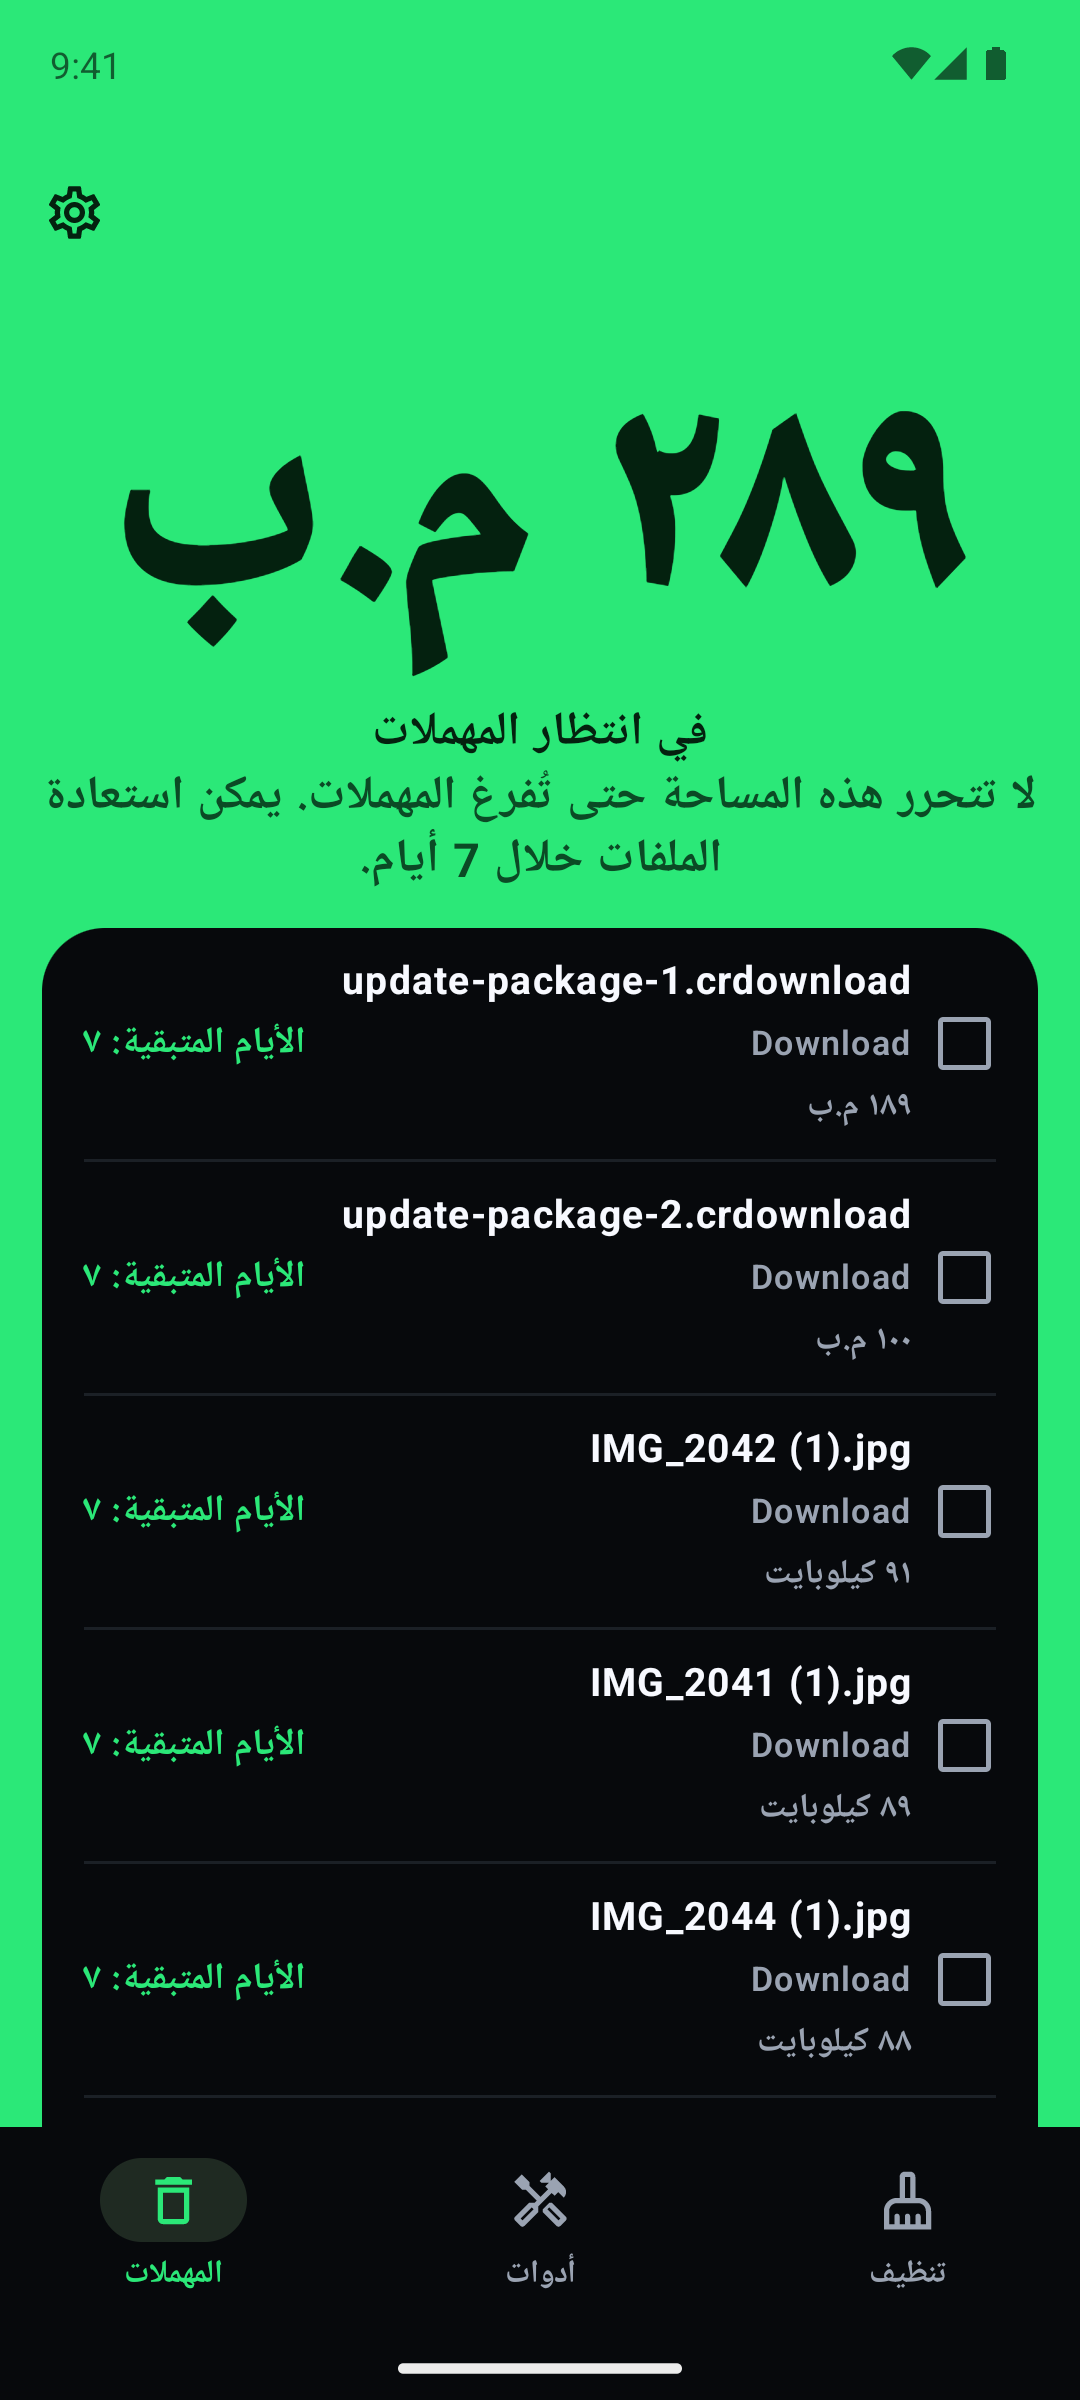 9:41
٢٨٩ م.ب
في انتظار المهملات
لا تتحرر هذه المساحة حتى تُفرغ المهملات. يمكن استعادة
الملفات خلال 7 أيام.
update-package-1.crdownload
Download
الأيام المتبقية: ٧
١٨٩ م.ب
update-package-2.crdownload
Download
الأيام المتبقية: ٧
١٠٠ م.ب
IMG_2042 (1).jpg
Download
الأيام المتبقية: ٧
٩١ كيلوبايت
IMG_2041 (1).jpg
Download
الأيام المتبقية: ٧
٨٩ كيلوبايت
IMG_2044 (1).jpg
Download
الأيام المتبقية: ٧
٨٨ كيلوبايت
تنظيف
أدوات
المهملات